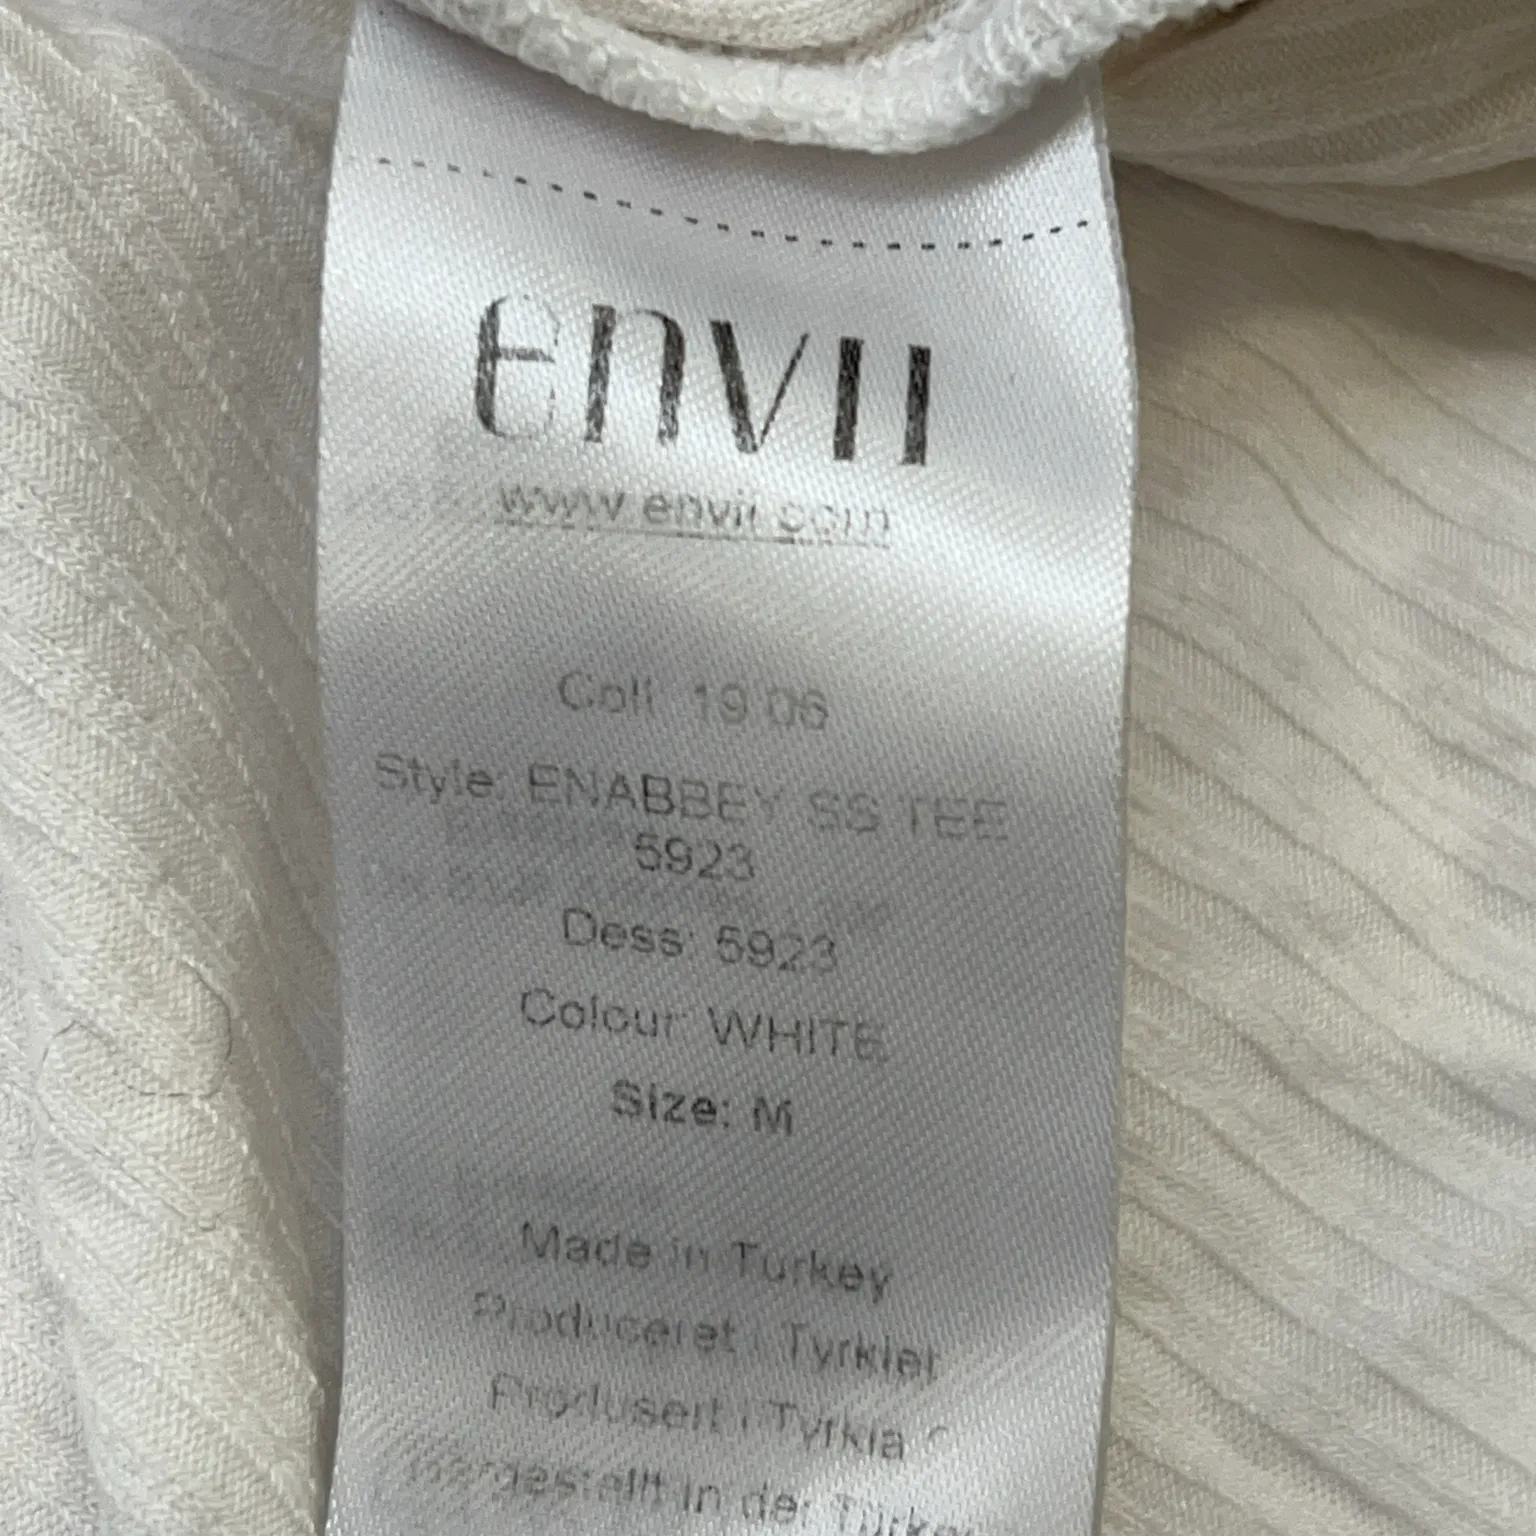 envii
www.envii.com
Coll. 19.06
Style: ENABBEY SS TEE
5923
Dess: 5923
Colour: WHITE
Size: M
Made in Turkey
Produceret i Tyrkiet
Produsert i Tyrkia
in der Türkei